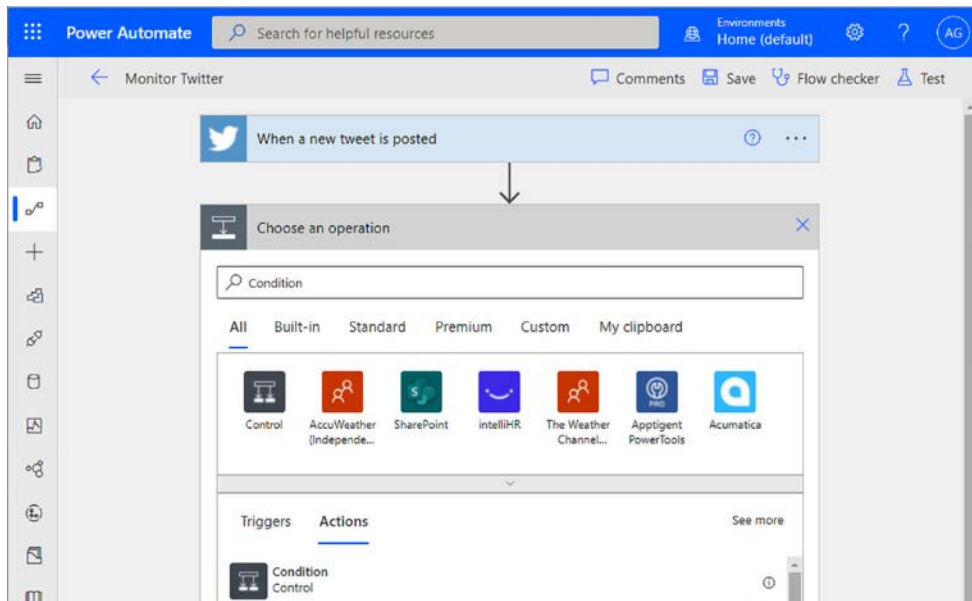 Power Automate
Search for helpful resources
Environments
Home (default)
?
AG
Monitor Twitter
Comments
Save
Flow checker
Test
When a new tweet is posted
Choose an operation
Condition
All Built-in Standard Premium Custom My clipboard
Control
AccuWeather
(Independe...
SharePoint
intelliHR
The Weather
Channel...
PRO
Apptigent
PowerTools
Acumatica
Triggers Actions See more
Condition
Control